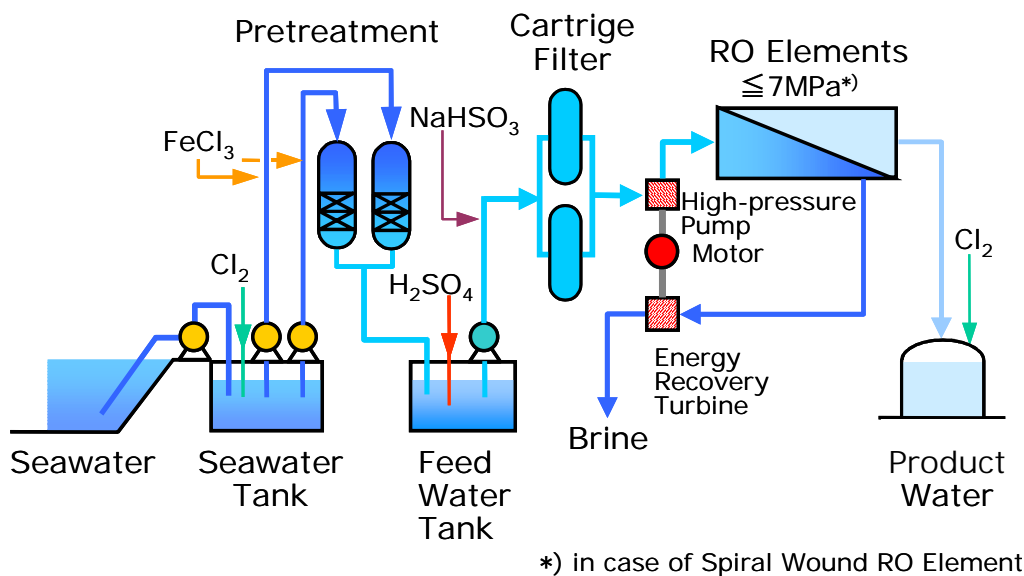 Pretreatment
Cartrige
Filter
RO Elements
≦7MPa*)
FeCl₃
NaHSO₃
High-pressure
Pump
Motor
Cl₂
H₂SO₄
Cl₂
Energy
Recovery
Turbine
Brine
Seawater
Seawater
Tank
Feed
Water
Tank
Product
Water
*) in case of Spiral Wound RO Element